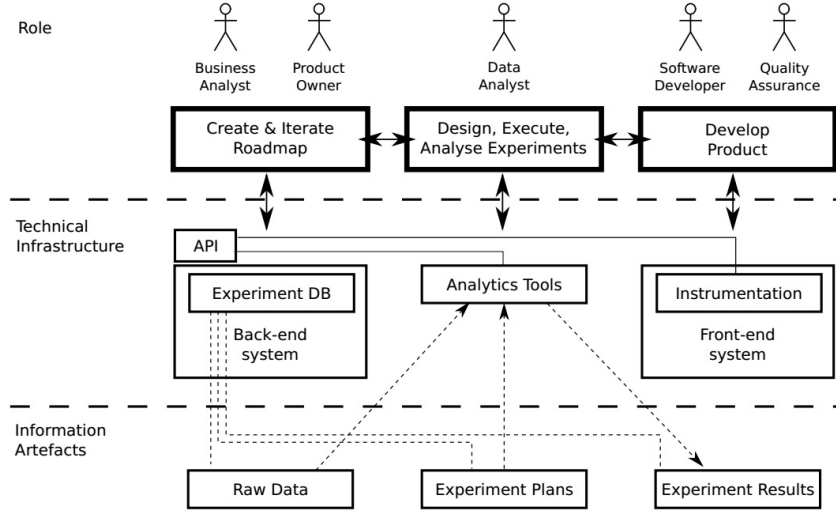 Role
Business
Analyst
Product
Owner
Data
Analyst
Software
Developer
Quality
Assurance
Create & Iterate
Roadmap
Design, Execute,
Analyse Experiments
Develop
Product
Technical
Infrastructure
API
Experiment DB
Back-end
system
Analytics Tools
Instrumentation
Front-end
system
Information
Artefacts
Raw Data
Experiment Plans
Experiment Results